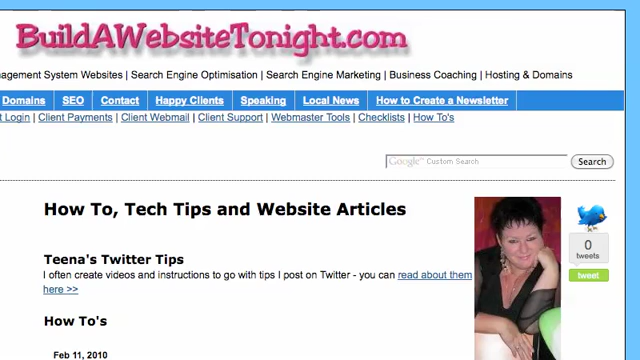 BuildAWebsiteTonight.com
nagement System Websites | Search Engine Optimisation | Search Engine Marketing | Business Coaching | Hosting & Domains
Domains SEO Contact Happy Clients Speaking Local News How to Create a Newsletter
t Login | Client Payments | Client Webmail | Client Support | Webmaster Tools | Checklists | How To's
Google™ Custom Search Search
How To, Tech Tips and Website Articles
0
tweets
tweet
Teena's Twitter Tips
I often create videos and instructions to go with tips I post on Twitter - you can read about them
here >>
How To's
Feb 11, 2010